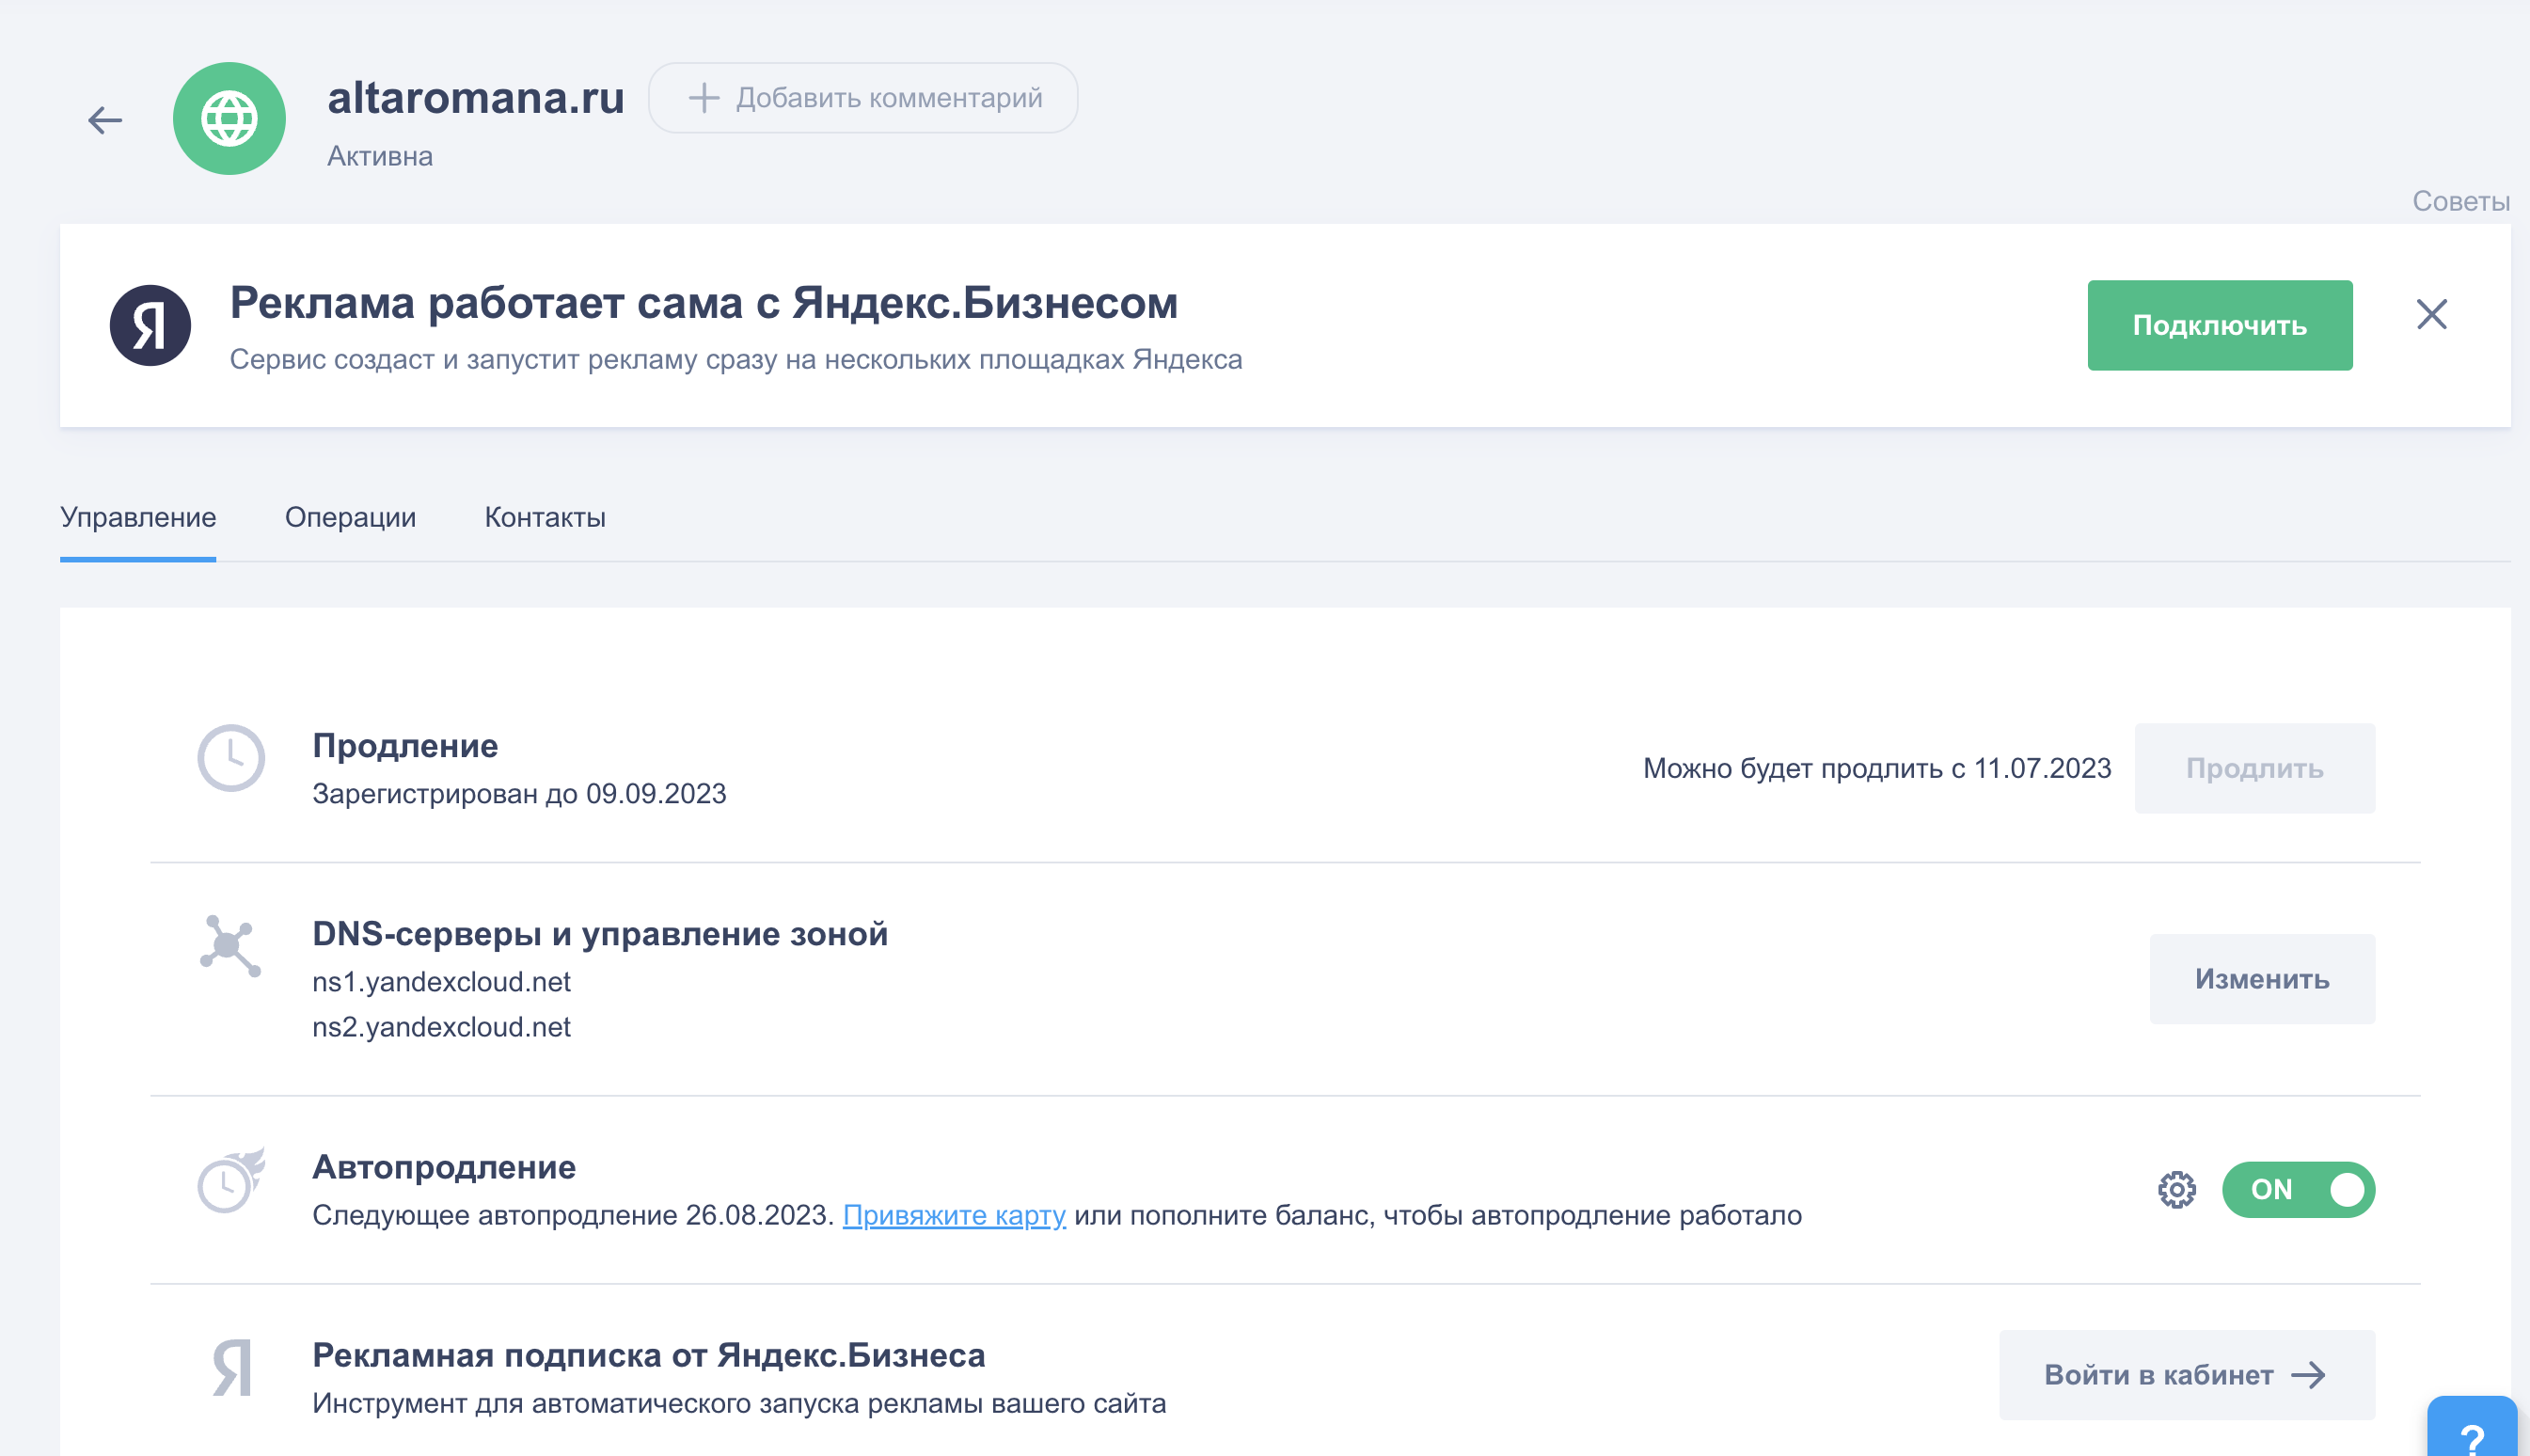 altaromana.ru
Добавить комментарий
Активна
Советы
Я
Реклама работает сама с Яндекс.Бизнесом
Сервис создаст и запустит рекламу сразу на нескольких площадках Яндекса
Подключить
Управление
Операции
Контакты
Продление
Зарегистрирован до 09.09.2023
Можно будет продлить с 11.07.2023
Продлить
DNS-серверы и управление зоной
ns1.yandexcloud.net
ns2.yandexcloud.net
Изменить
Автопродление
Следующее автопродление 26.08.2023. Привяжите карту или пополните баланс, чтобы автопродление работало
ON
Я
Рекламная подписка от Яндекс.Бизнеса
Инструмент для автоматического запуска рекламы вашего сайта
Войти в кабинет
?